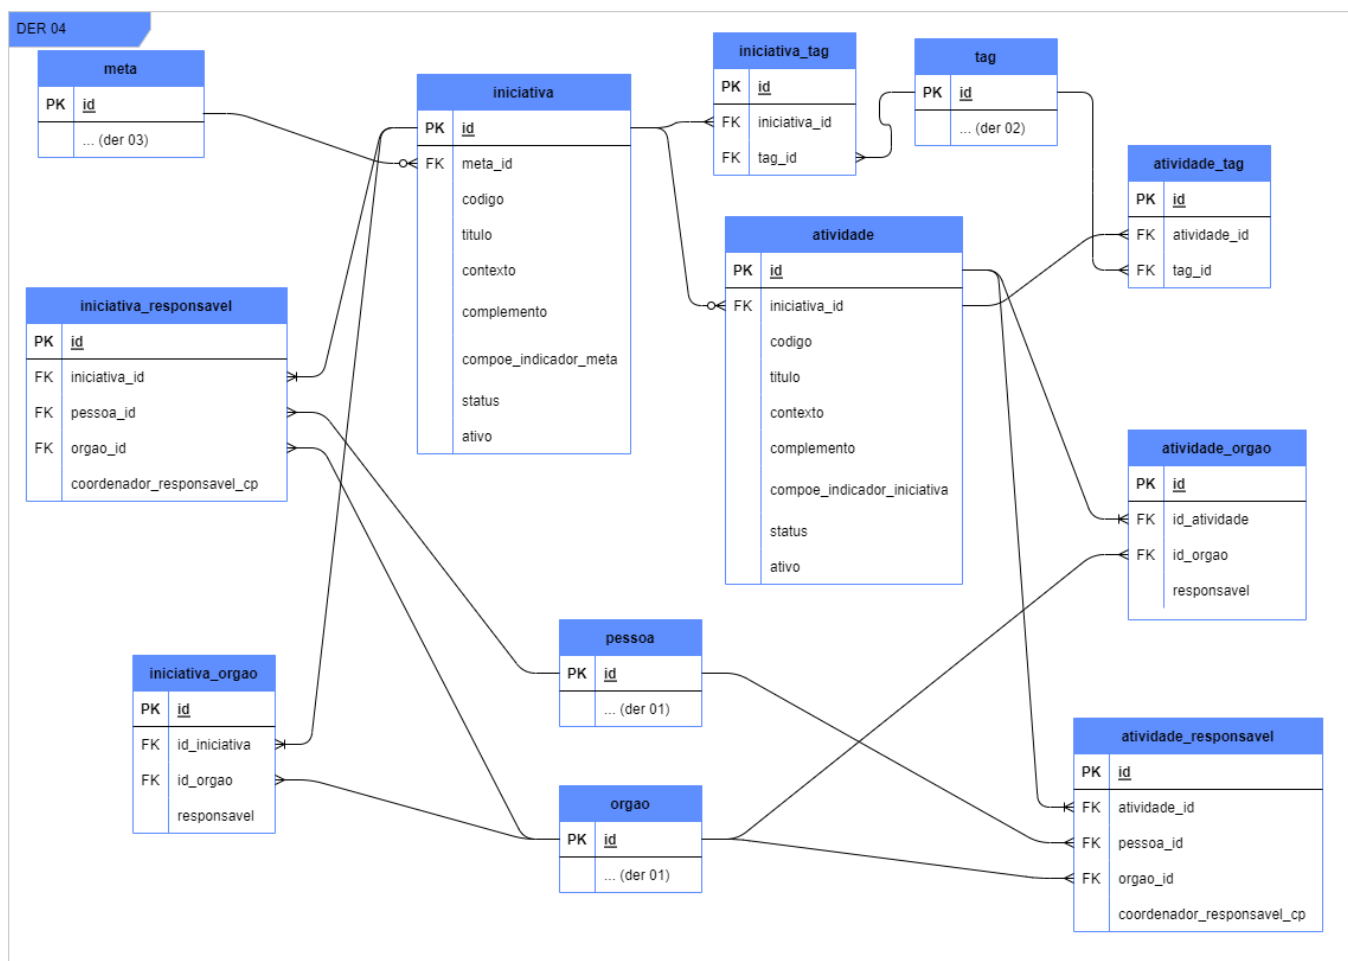 DER 04
meta
PK id
... (der 03)
iniciativa
PK id
FK meta_id
codigo
titulo
contexto
complemento
compoe_indicador_meta
status
ativo
iniciativa_tag
PK id
FK iniciativa_id
FK tag_id
tag
PK id
... (der 02)
atividade_tag
PK id
FK atividade_id
FK tag_id
atividade
PK id
FK iniciativa_id
codigo
titulo
contexto
complemento
compoe_indicador_iniciativa
status
ativo
iniciativa_responsavel
PK id
FK iniciativa_id
FK pessoa_id
FK orgao_id
coordenador_responsavel_cp
atividade_orgao
PK id
FK id_atividade
FK id_orgao
responsavel
pessoa
PK id
... (der 01)
iniciativa_orgao
PK id
FK id_iniciativa
FK id_orgao
responsavel
orgao
PK id
... (der 01)
atividade_responsavel
PK id
FK atividade_id
FK pessoa_id
FK orgao_id
coordenador_responsavel_cp